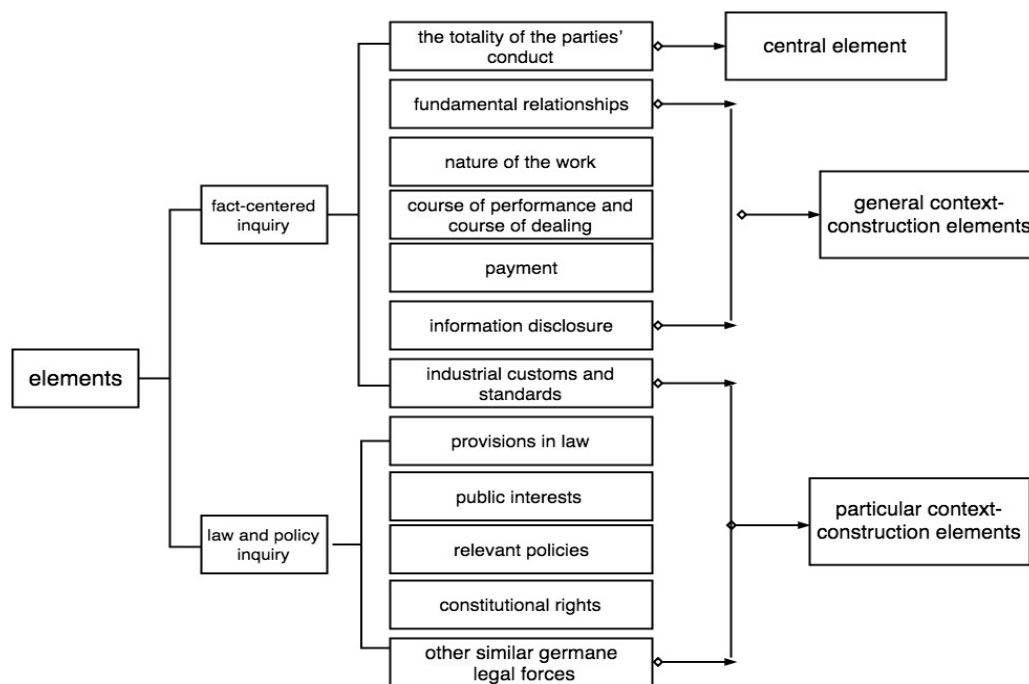 the totality of the parties'
conduct
central element
fundamental relationships
nature of the work
fact-centered
inquiry
course of performance and
course of dealing
general context-
construction elements
payment
information disclosure
elements
industrial customs and
standards
provisions in law
public interests
particular context-
construction elements
law and policy
inquiry
relevant policies
constitutional rights
other similar germane
legal forces